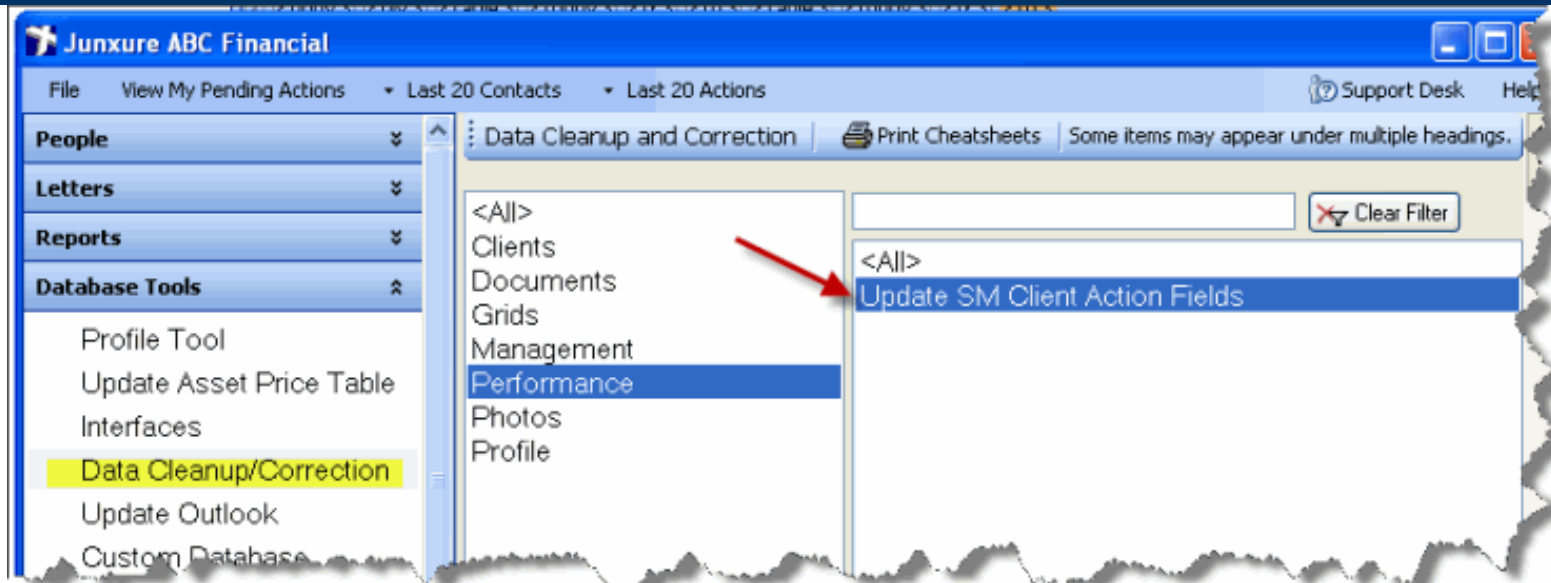 Junxure ABC Financial
File View My Pending Actions Last 20 Contacts Last 20 Actions Support Desk Help
People
Letters
Reports
Database Tools
Profile Tool
Update Asset Price Table
Interfaces
Data Cleanup/Correction
Update Outlook
Custom Database
Data Cleanup and Correction Print Cheatsheets Some items may appear under multiple headings.
<All>
Clients
Documents
Grids
Management
Performance
Photos
Profile
Clear Filter
<All>
Update SM Client Action Fields